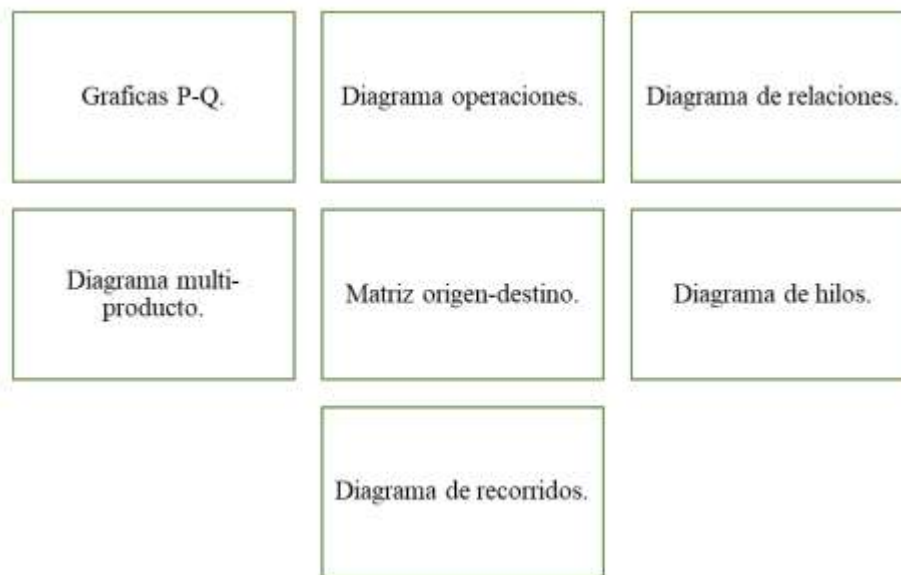 Graficas P-Q.
Diagrama operaciones.
Diagrama de relaciones.
Diagrama multi-
producto.
Matriz origen-destino.
Diagrama de hilos.
Diagrama de recorridos.